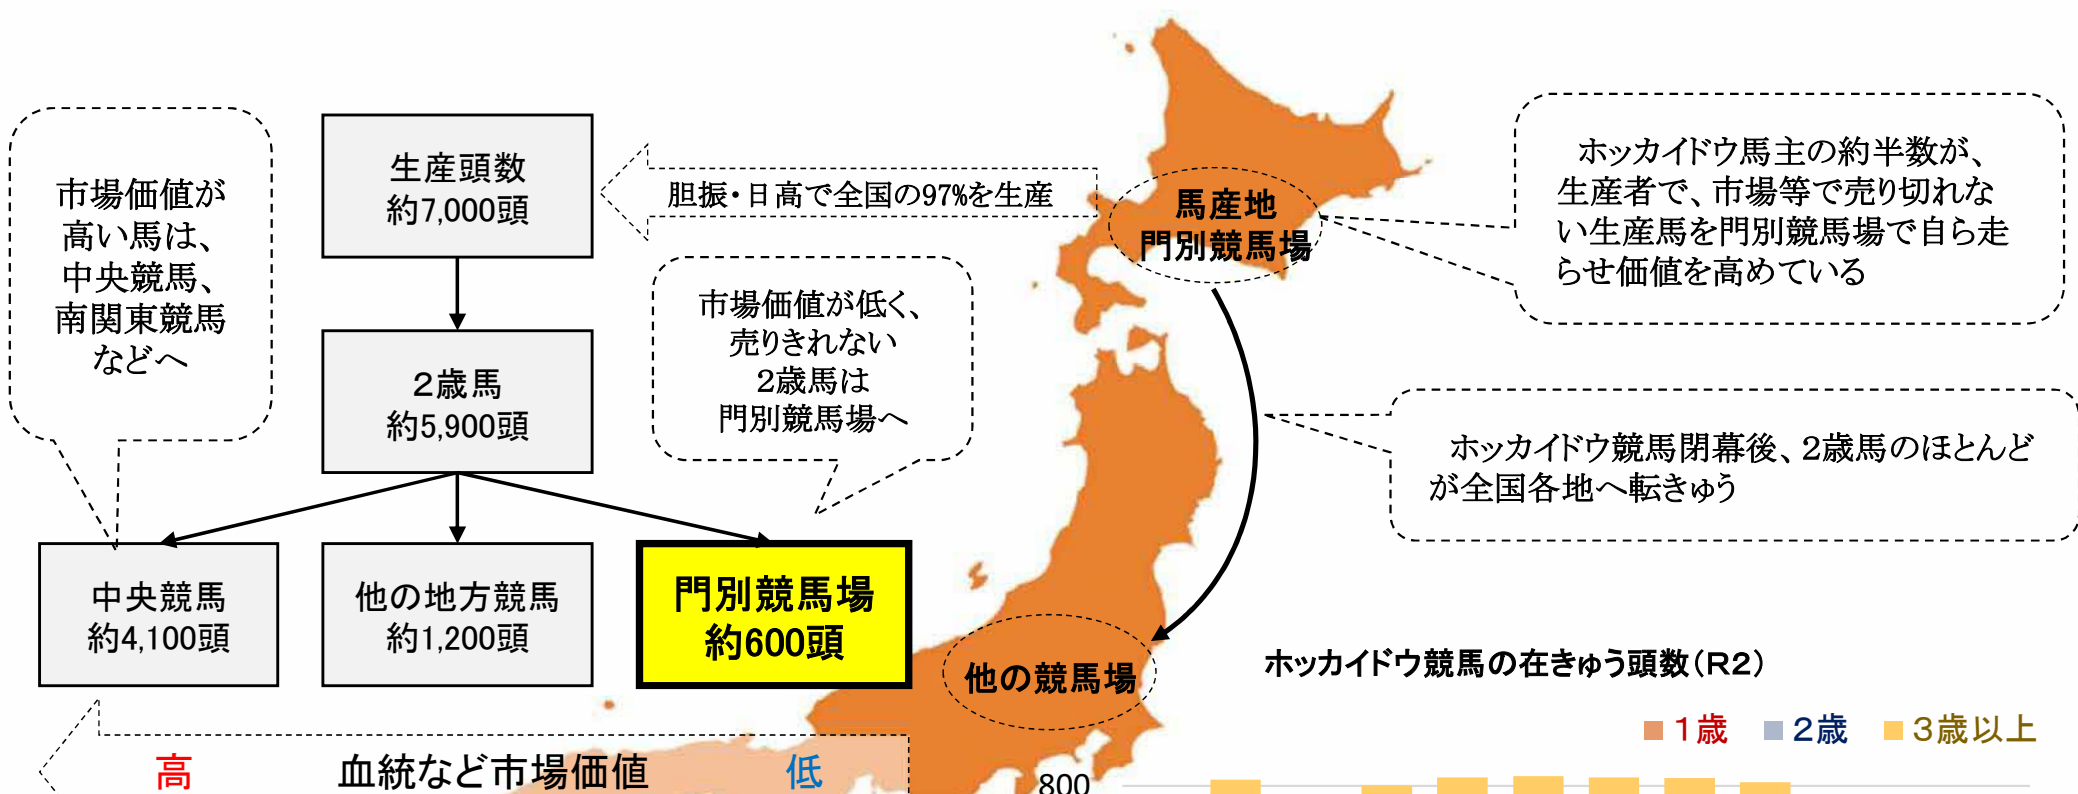 市場価値が
高い馬は、
中央競馬、
南関東競馬
などへ
生産頭数
約7,000頭
胆振・日高で全国の97%を生産
馬産地
門別競馬場
ホッカイドウ馬主の約半数が、
生産者で、市場等で売り切れな
い生産馬を門別競馬場で自ら走
らせ価値を高めている
市場価値が低く、
売りきれない
2歳馬は
門別競馬場へ
2歳馬
約5,900頭
ホッカイドウ競馬閉幕後、2歳馬のほとんど
が全国各地へ転きゅう
中央競馬
約4,100頭
他の地方競馬
約1,200頭
門別競馬場
約600頭
他の競馬場
ホッカイドウ競馬の在きゅう頭数(R2)
1歳 2歳 3歳以上
高 血統など市場価値 低
800